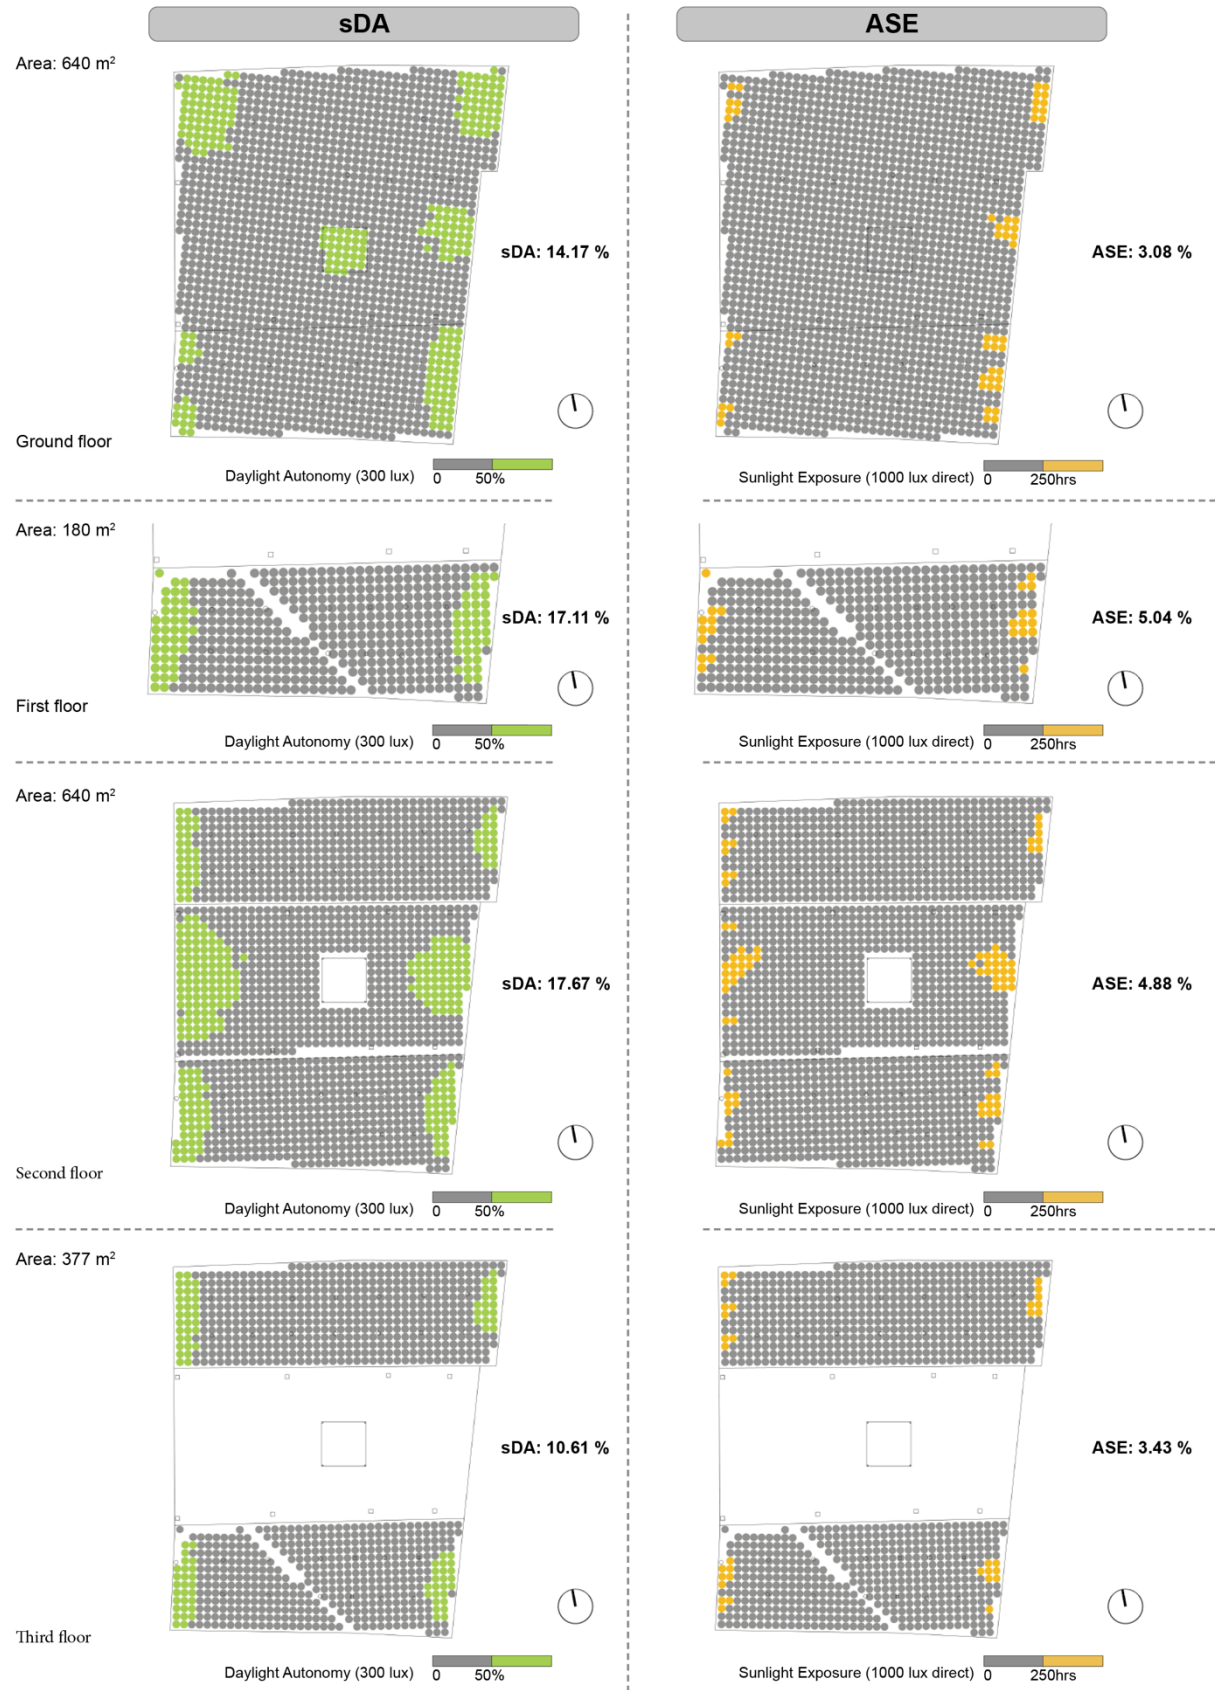 sDA
ASE
Area: 640 m²
sDA: 14.17 %
ASE: 3.08 %
Ground floor
Daylight Autonomy (300 lux)
0
50%
Sunlight Exposure (1000 lux direct)
0
250hrs
Area: 180 m²
sDA: 17.11 %
ASE: 5.04 %
First floor
Daylight Autonomy (300 lux)
0
50%
Sunlight Exposure (1000 lux direct)
0
250hrs
Area: 640 m²
sDA: 17.67 %
ASE: 4.88 %
Second floor
Daylight Autonomy (300 lux)
0
50%
Sunlight Exposure (1000 lux direct)
0
250hrs
Area: 377 m²
sDA: 10.61 %
ASE: 3.43 %
Third floor
Daylight Autonomy (300 lux)
0
50%
Sunlight Exposure (1000 lux direct)
0
250hrs